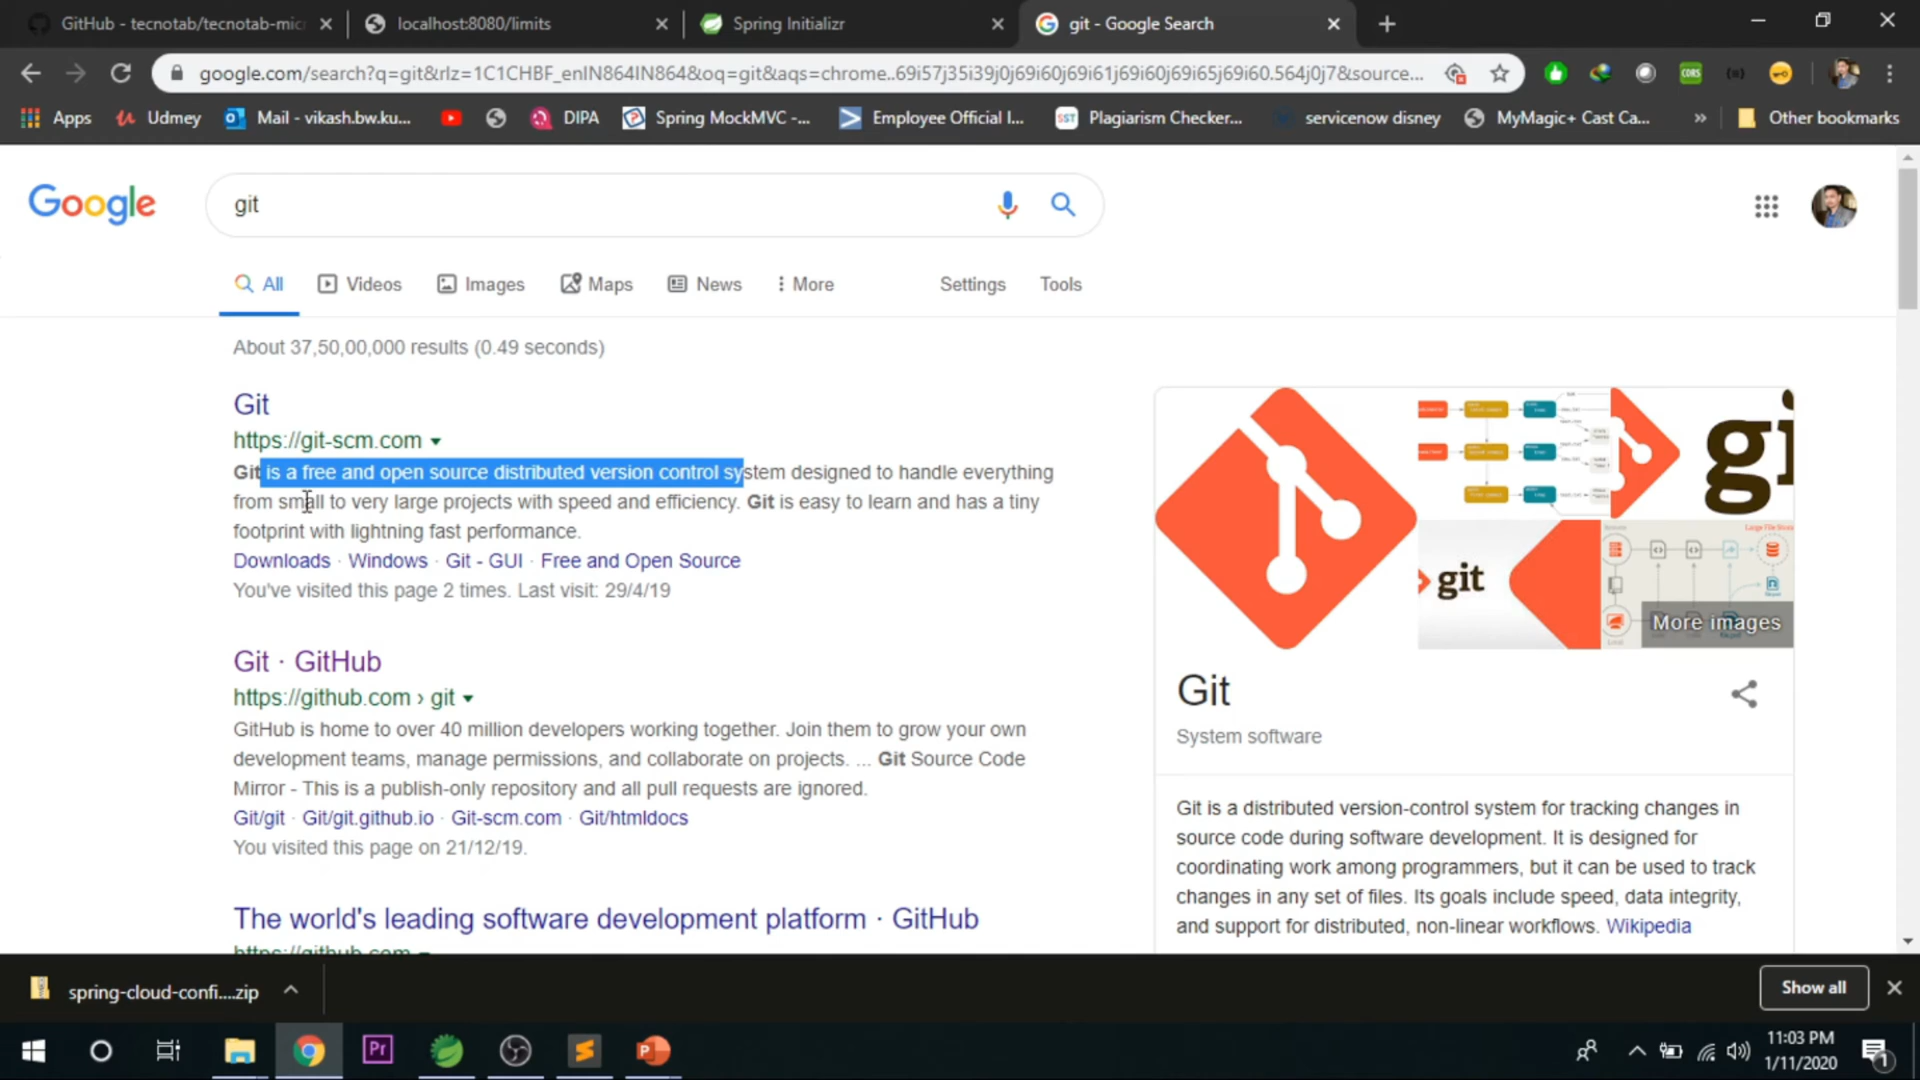 GitHub - tecnotab/tecnotab-mic
localhost:8080/limits
Spring Initializr
git - Google Search
google.com/search?q=git&rlz=1C1CHBF_enIN864IN864&oq=git&aqs=chrome..69i57j35i39j0j69i60j69i61j69i60j69i65j69i60.564j0j7&source...
CORS
Apps
Udmey
Mail - vikash.bw.ku...
DIPA
Spring MockMVC -...
Employee Official I...
SST
Plagiarism Checker...
servicenow disney
MyMagic+ Cast Ca...
»
Other bookmarks
Google
git
All
Videos
Images
Maps
News
More
Settings
Tools
About 37,50,00,000 results (0.49 seconds)
Git
https://git-scm.com
Git is a free and open source distributed version control system designed to handle everything
from small to very large projects with speed and efficiency. Git is easy to learn and has a tiny
footprint with lightning fast performance.
Downloads · Windows · Git - GUI · Free and Open Source
You've visited this page 2 times. Last visit: 29/4/19
Git · GitHub
https://github.com › git
GitHub is home to over 40 million developers working together. Join them to grow your own
development teams, manage permissions, and collaborate on projects. ... Git Source Code
Mirror - This is a publish-only repository and all pull requests are ignored.
Git/git · Git/git.github.io · Git-scm.com · Git/htmldocs
You visited this page on 21/12/19.
The world's leading software development platform · GitHub
https://github.com
git
git
More images
Git
System software
Git is a distributed version-control system for tracking changes in
source code during software development. It is designed for
coordinating work among programmers, but it can be used to track
changes in any set of files. Its goals include speed, data integrity,
and support for distributed, non-linear workflows. Wikipedia
spring-cloud-confi....zip
Show all
Pr
11:03 PM
1/11/2020
1